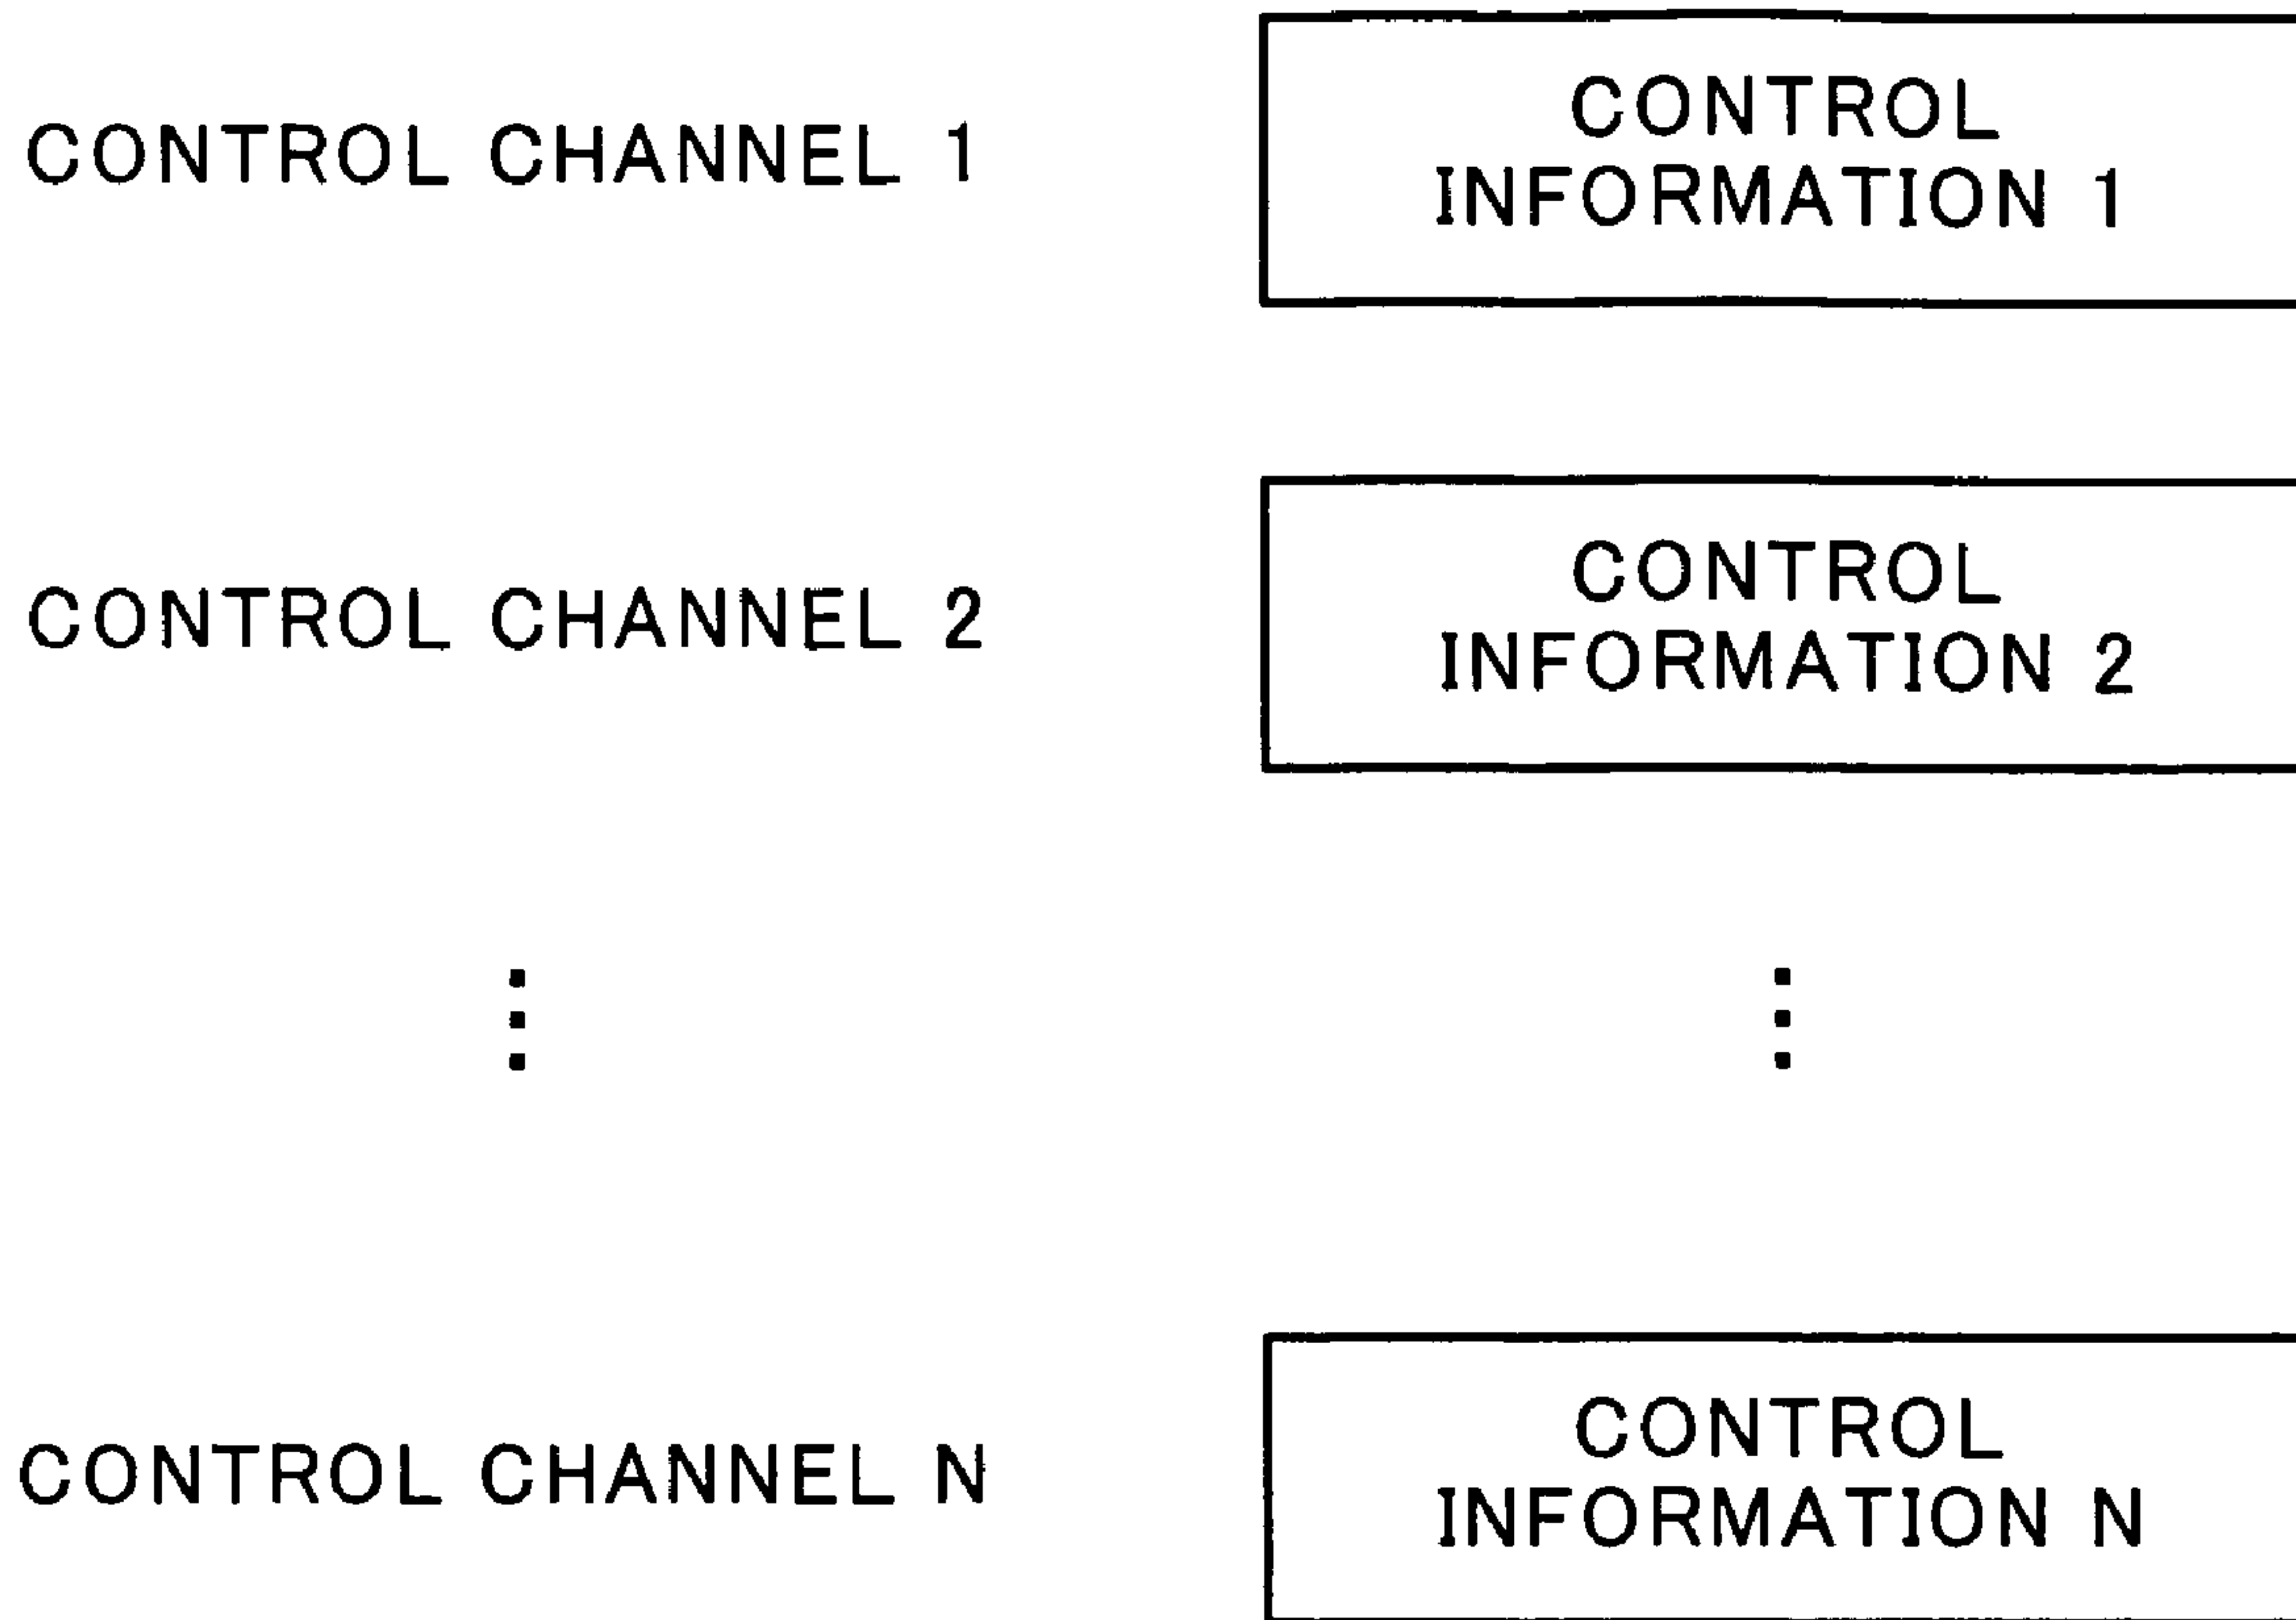 CONTROL CHANNEL 1
CONTROL
INFORMATION 1
CONTROL CHANNEL 2
CONTROL
INFORMATION 2
CONTROL CHANNEL N
CONTROL
INFORMATION N